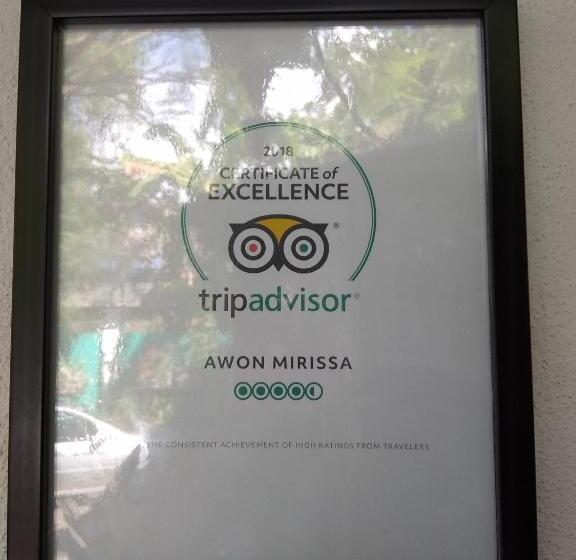 2018
CERTIFICATE of
EXCELLENCE
tripadvisor®
AWON MIRISSA
THE CONSISTENT ACHIEVEMENT OF HIGH RATINGS FROM TRAVELERS